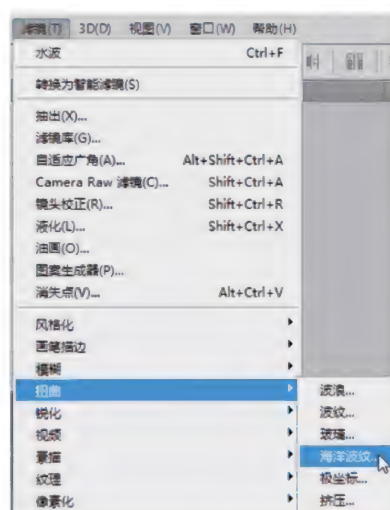 滤镜(T) 3D(D) 视图(V) 窗口(W) 帮助(H)
水波 Ctrl+F
转换为智能滤镜(S)
抽出(X)...
滤镜库(G)...
自适应广角(A)... Alt+Shift+Ctrl+A
Camera Raw 滤镜(C)... Shift+Ctrl+A
镜头校正(R)... Shift+Ctrl+R
液化(L)... Shift+Ctrl+X
油画(O)...
图案生成器(P)...
消失点(V)... Alt+Ctrl+V
风格化
画笔描边
模糊
扭曲
锐化
视频
素描
纹理
像素化
波浪...
波纹...
玻璃...
海洋波纹...
极坐标...
挤压...